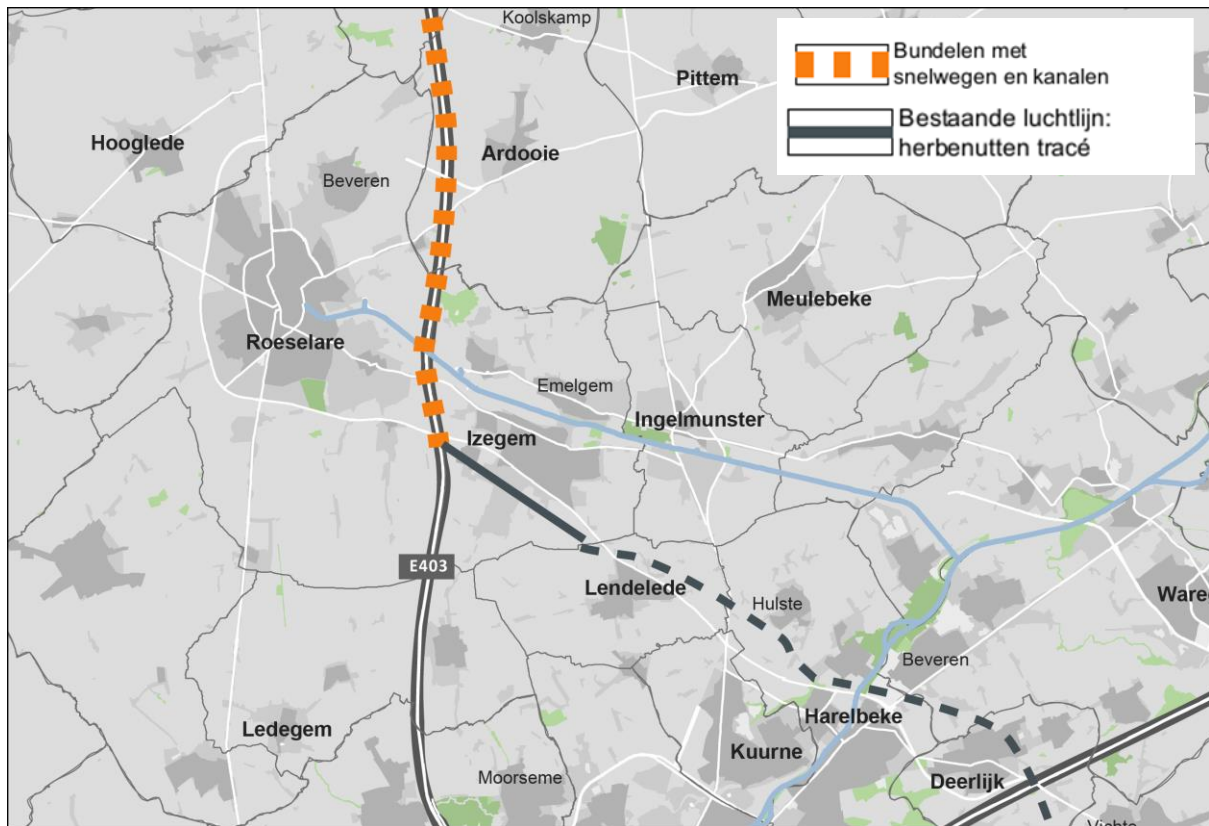 Koolskamp
Bundelen met
snelwegen en kanalen
Pittem
Bestaande luchtlijn:
herbenutten tracé
Hooglede
Ardooie
Beveren
Meulebeke
Roeselare
Emelgem
Ingelmunster
Izegem
E403
Lendelede
Hulste
Ware
Beveren
Harelbeke
Ledegem
Kuurne
Moorseme
Deerlijk